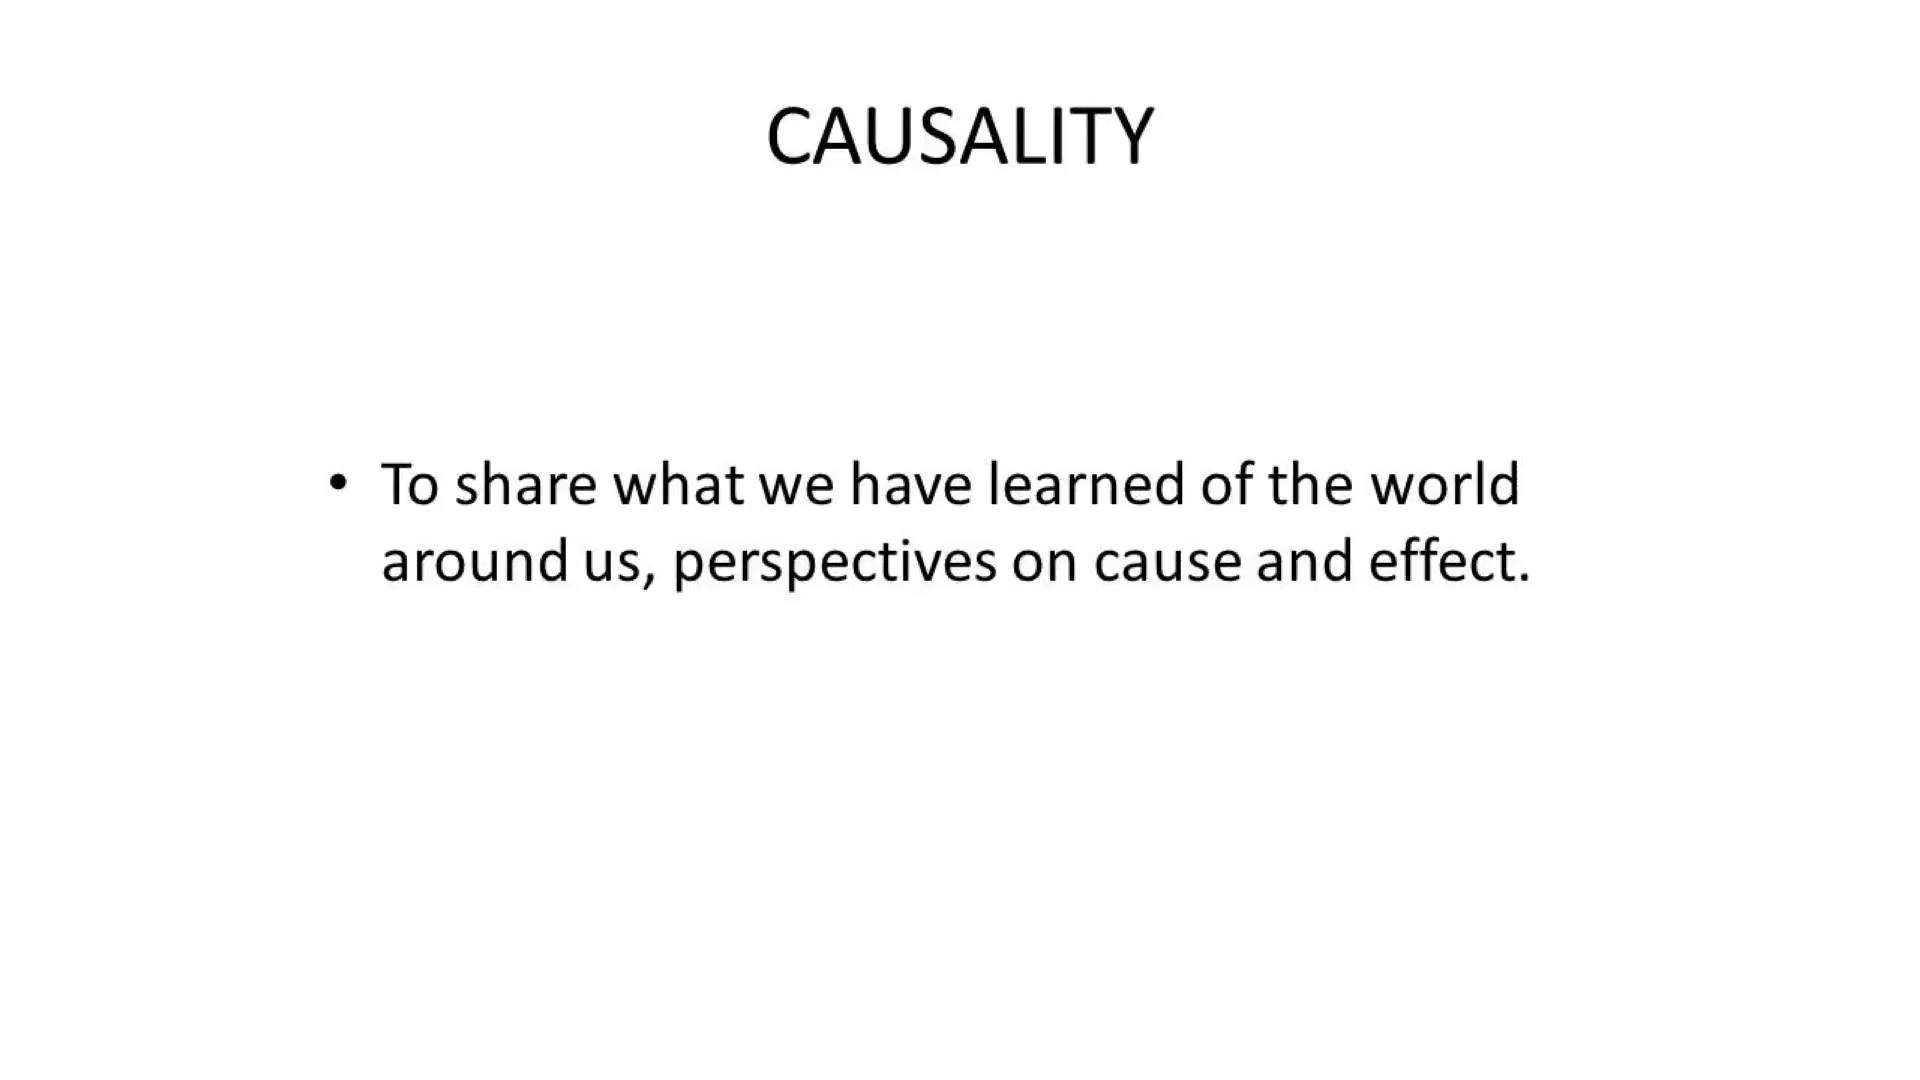 CAUSALITY
• To share what we have learned of the world
around us, perspectives on cause and effect.